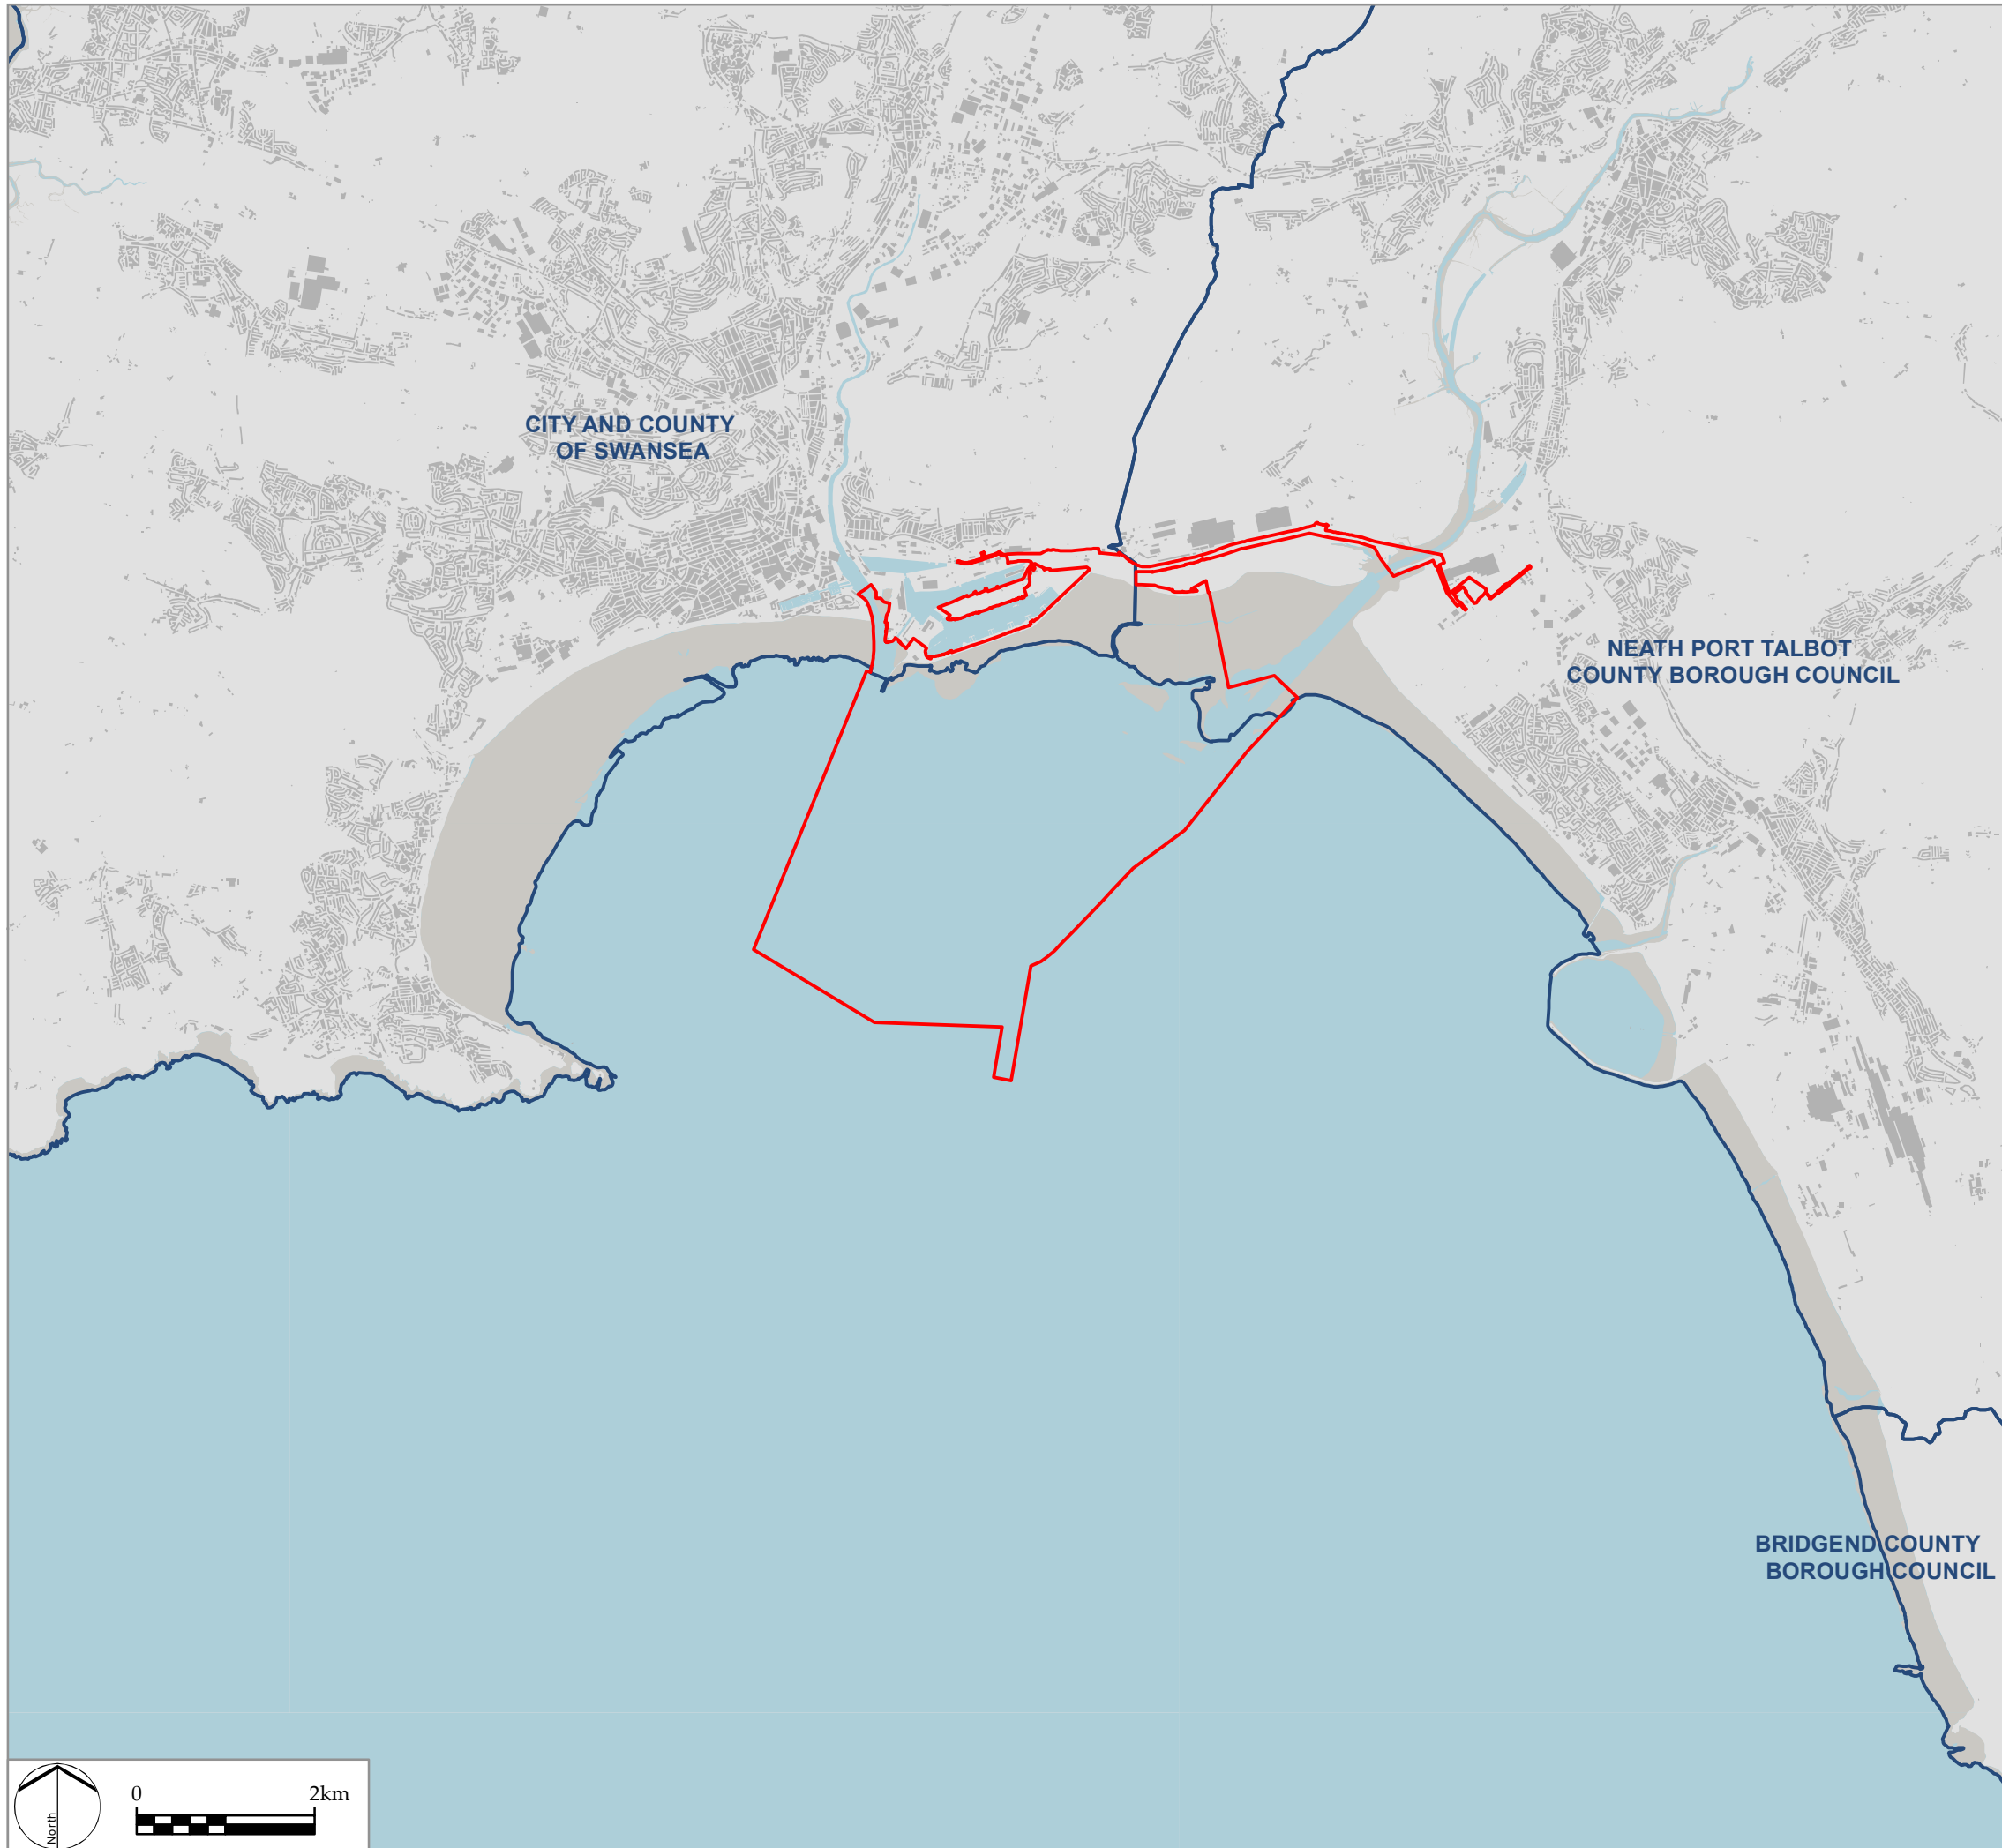 CITY AND COUNTY
OF SWANSEA
NEATH PORT TALBOT
COUNTY BOROUGH COUNCIL
BRIDGEND COUNTY
BOROUGH COUNCIL
North
0 2km